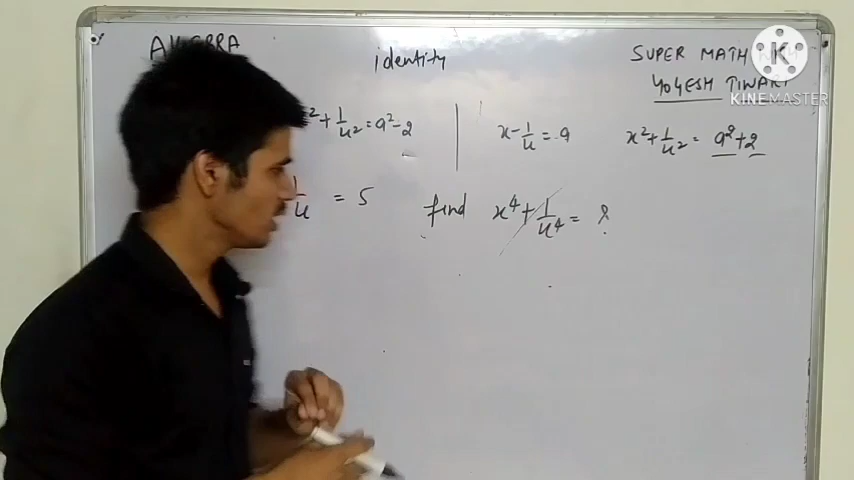 ALGEBRA identity SUPER MATH
YOGESH TIWARI
K
KINEMASTER
² + 1/x² = a² - 2
x - 1/x = a
x² + 1/x² = a² + 2
1/x = 5 find x⁴ + 1/x⁴ = ?